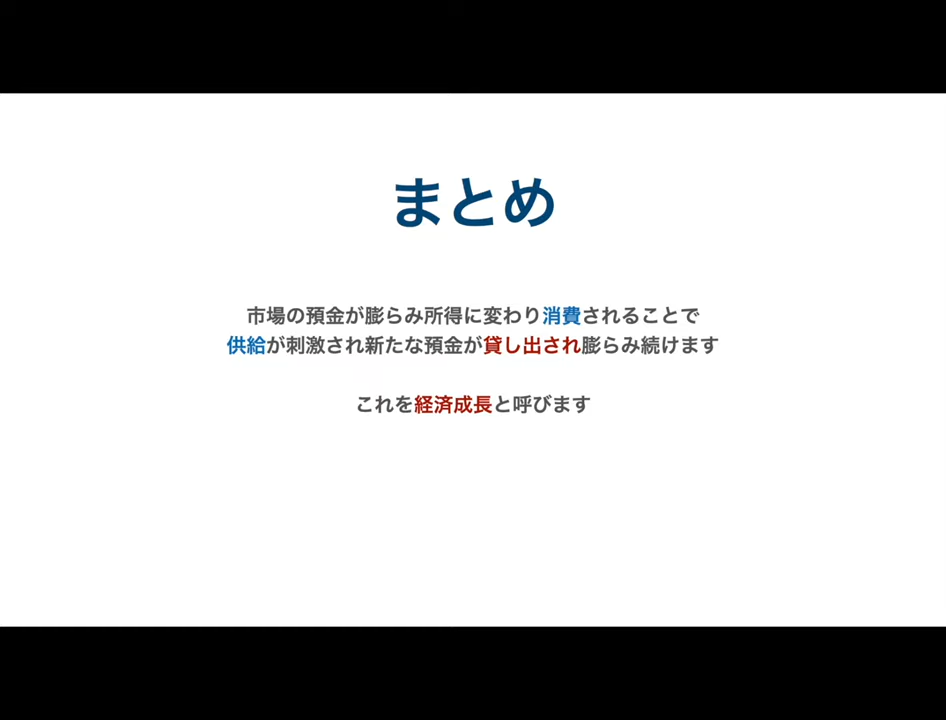 まとめ
市場の預金が膨らみ所得に変わり消費されることで
供給が刺激され新たな預金が貸し出され膨らみ続けます
これを経済成長と呼びます